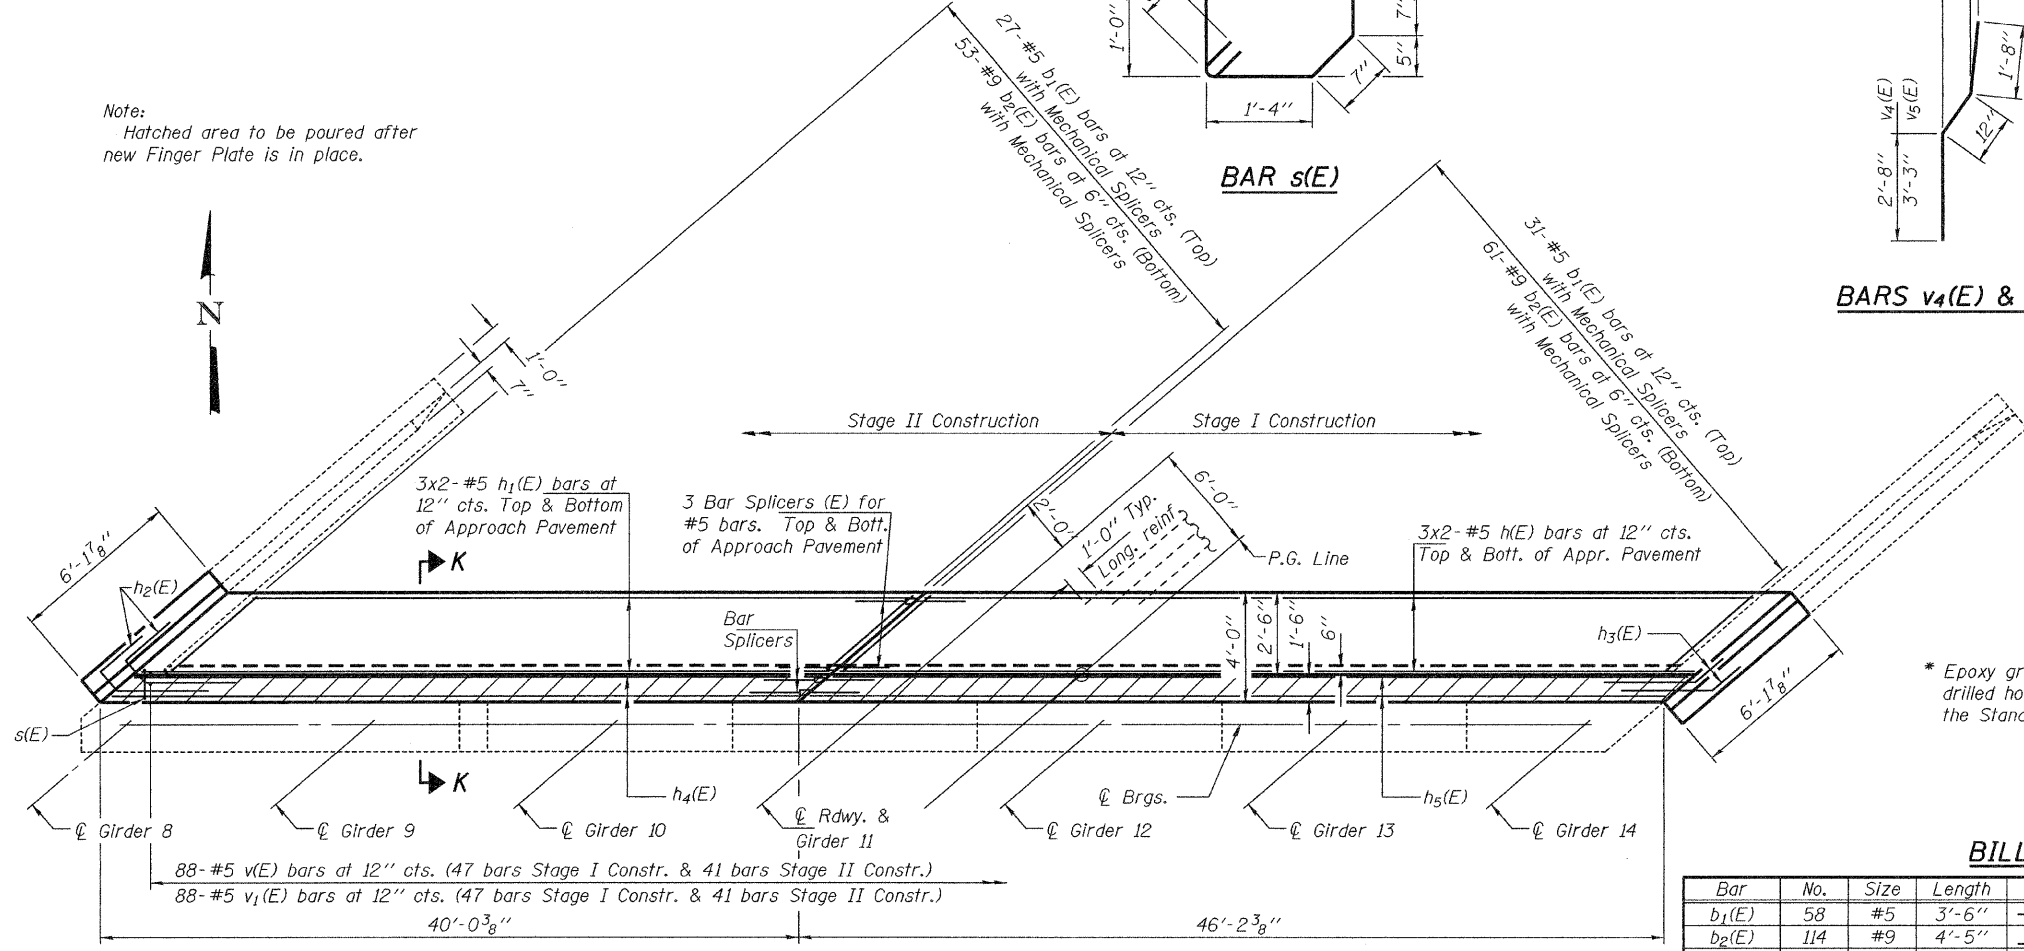 Note:
Hatched area to be poured after
new Finger Plate is in place.
N
27-#5 b1(E) bars at 12" cts. (Top)
with Mechanical Splicers
53-#9 b2(E) bars at 6" cts. (Bottom)
with Mechanical Splicers
1'-0"
7"
5"
7"
1'-4"
BAR s(E)
31-#5 b1(E) bars at 12" cts. (Top)
with Mechanical Splicers
61-#9 b2(E) bars at 6" cts. (Bottom)
with Mechanical Splicers
v4(E)
v5(E)
1'-8"
12"
2'-8"
3'-3"
BARS v4(E) &
1'-0"
7"
Stage II Construction
Stage I Construction
3x2-#5 h1(E) bars at
12" cts. Top & Bottom
of Approach Pavement
3 Bar Splicers (E) for
#5 bars. Top & Bott.
of Approach Pavement
2'-0"
6'-0"
1'-0" Typ.
Long. reinf.
P.G. Line
3x2-#5 h(E) bars at 12" cts.
Top & Bott. of Appr. Pavement
6'-1 7/8"
h2(E)
K
Bar
Splicers
4'-0"
2'-6"
1'-6"
6"
h3(E)
6'-1 7/8"
* Epoxy gr
drilled ho
the Stand
s(E)
K
h4(E)
℄ Brgs.
h5(E)
℄ Girder 8
℄ Girder 9
℄ Girder 10
℄ Rdwy. &
Girder 11
℄ Girder 12
℄ Girder 13
℄ Girder 14
88-#5 v(E) bars at 12" cts. (47 bars Stage I Constr. & 41 bars Stage II Constr.)
88-#5 v1(E) bars at 12" cts. (47 bars Stage I Constr. & 41 bars Stage II Constr.)
40'-0 3/8"
46'-2 3/8"
BILL
Bar No. Size Length
b1(E) 58 #5 3'-6"
b2(E) 114 #9 4'-5"